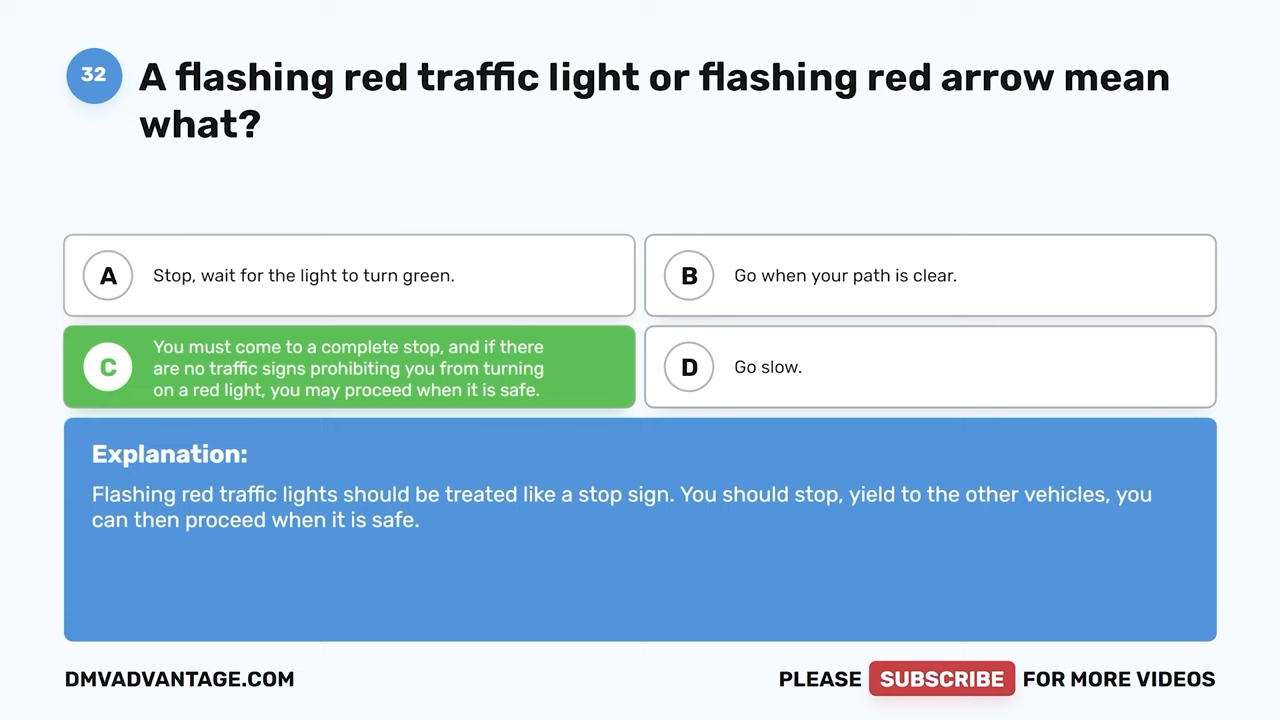 32
A flashing red traffic light or flashing red arrow mean
what?
A
Stop, wait for the light to turn green.
B
Go when your path is clear.
C
You must come to a complete stop, and if there
are no traffic signs prohibiting you from turning
on a red light, you may proceed when it is safe.
D
Go slow.
Explanation:
Flashing red traffic lights should be treated like a stop sign. You should stop, yield to the other vehicles, you
can then proceed when it is safe.
DMVADVANTAGE.COM
PLEASE SUBSCRIBE FOR MORE VIDEOS